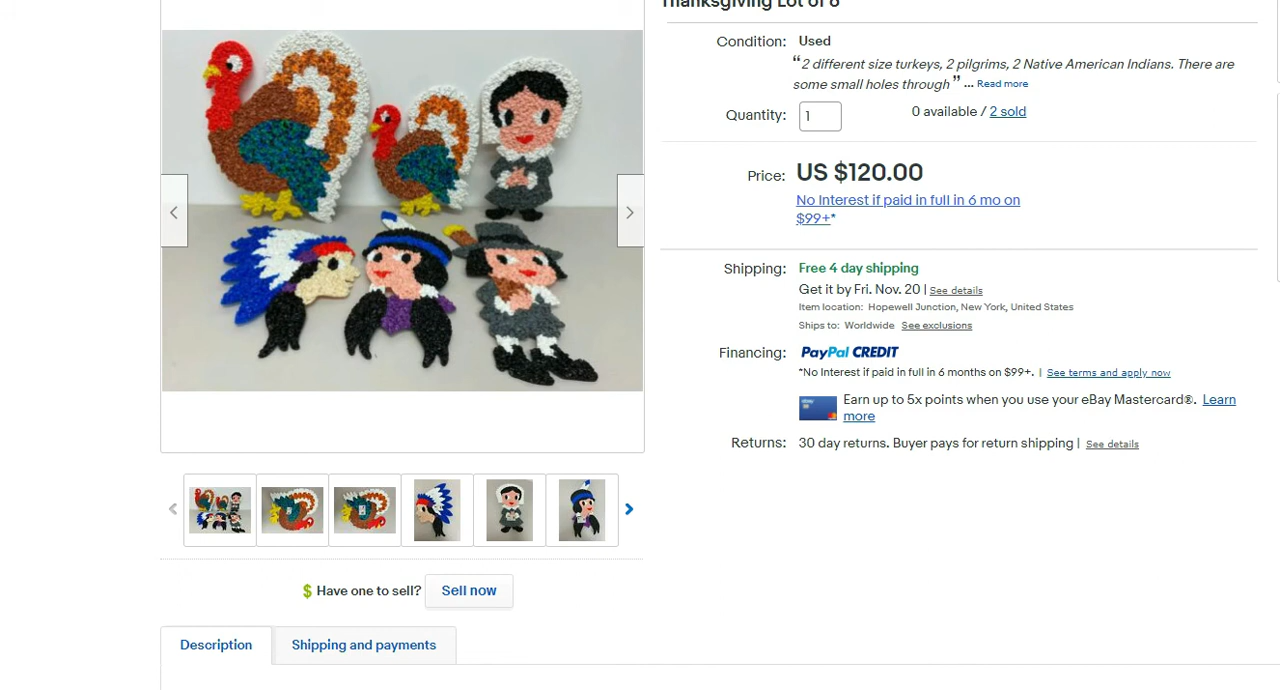 Thanksgiving Lot of 6
Condition: Used
“2 different size turkeys, 2 pilgrims, 2 Native American Indians. There are
some small holes through ” ... Read more
Quantity: 1 0 available / 2 sold
Price: US $120.00
No Interest if paid in full in 6 mo on
$99+*
Shipping: Free 4 day shipping
Get it by Fri. Nov. 20 | See details
Item location: Hopewell Junction, New York, United States
Ships to: Worldwide See exclusions
Financing: PayPal CREDIT
*No Interest if paid in full in 6 months on $99+. | See terms and apply now
Earn up to 5x points when you use your eBay Mastercard®. Learn
more
Returns: 30 day returns. Buyer pays for return shipping | See details
$ Have one to sell? Sell now
Description Shipping and payments